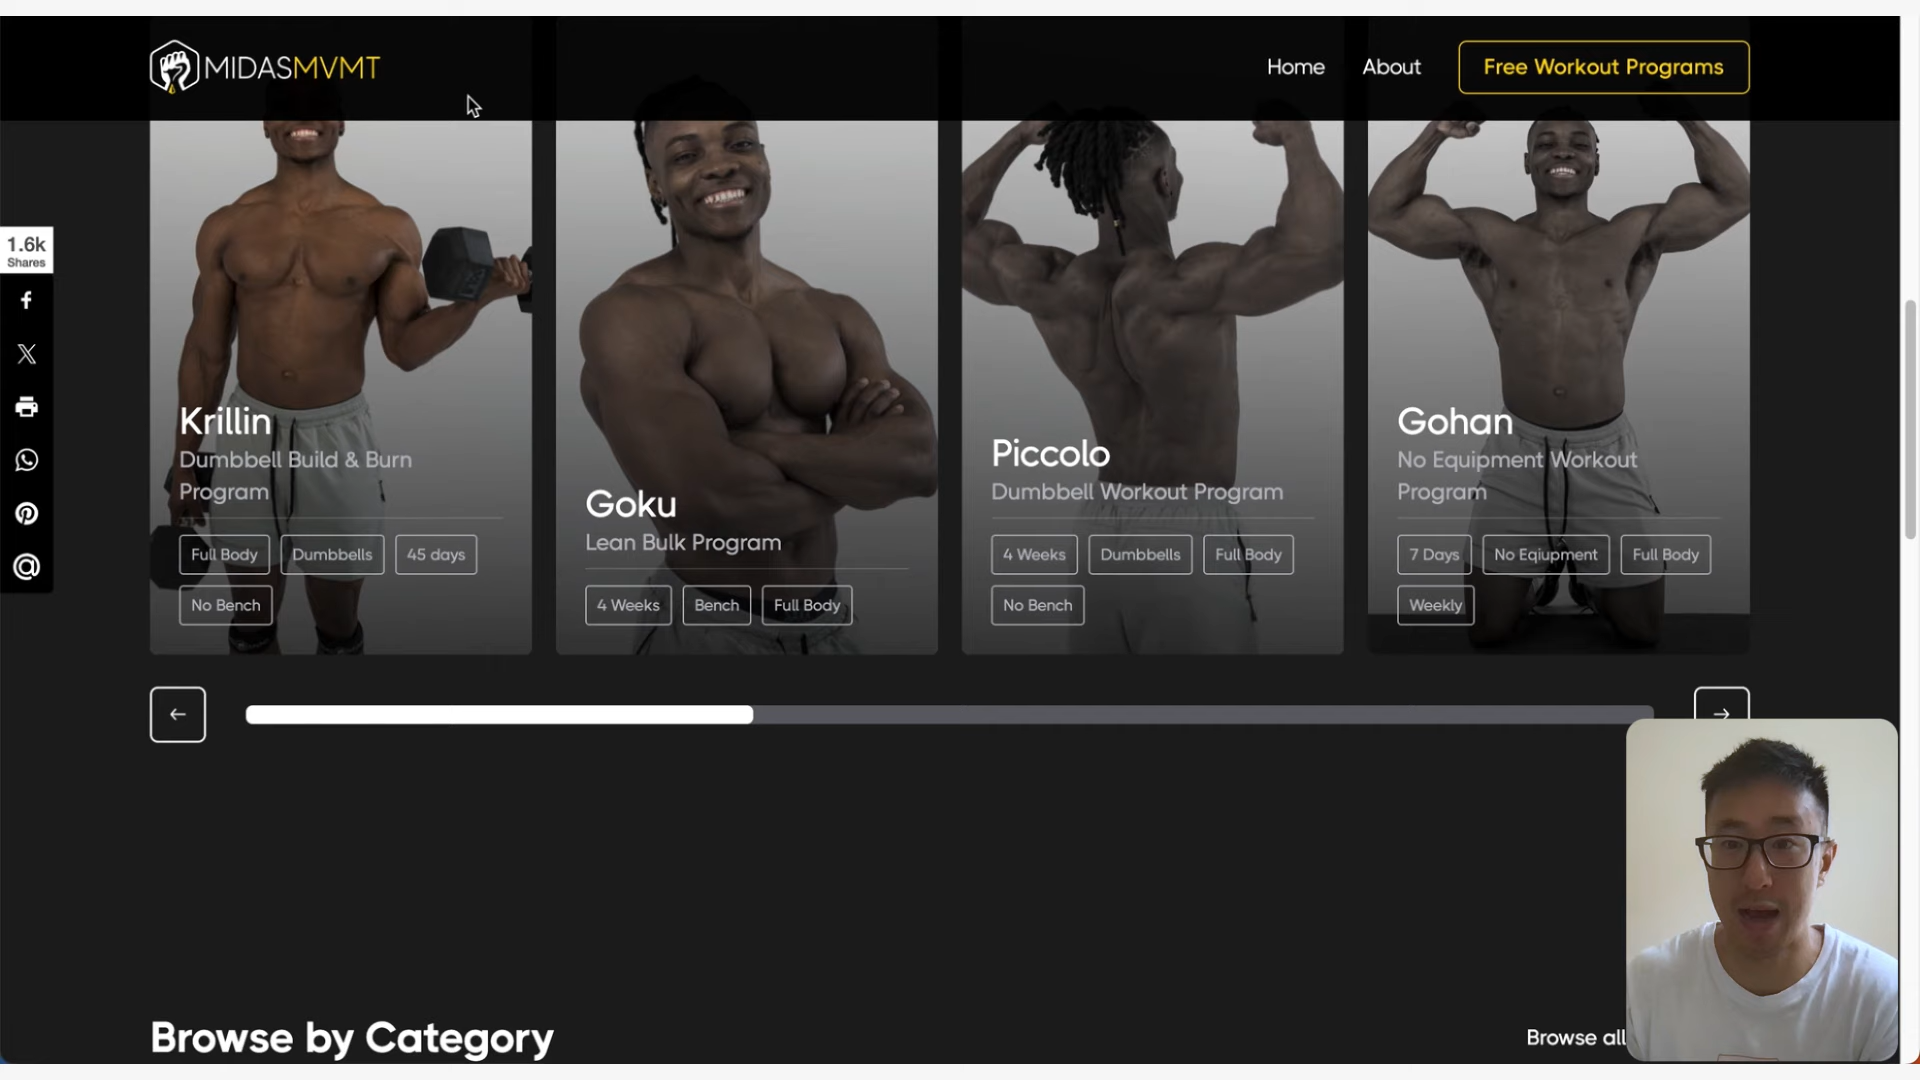 MIDASMVMT
Home
About
Free Workout Programs
1.6k
Shares
Krillin
Dumbbell Build & Burn
Program
Full Body
Dumbbells
45 days
No Bench
Goku
Lean Bulk Program
4 Weeks
Bench
Full Body
Piccolo
Dumbbell Workout Program
4 Weeks
Dumbbells
Full Body
No Bench
Gohan
No Equipment Workout
Program
7 Days
No Eqiupment
Full Body
Weekly
Browse by Category
Browse all